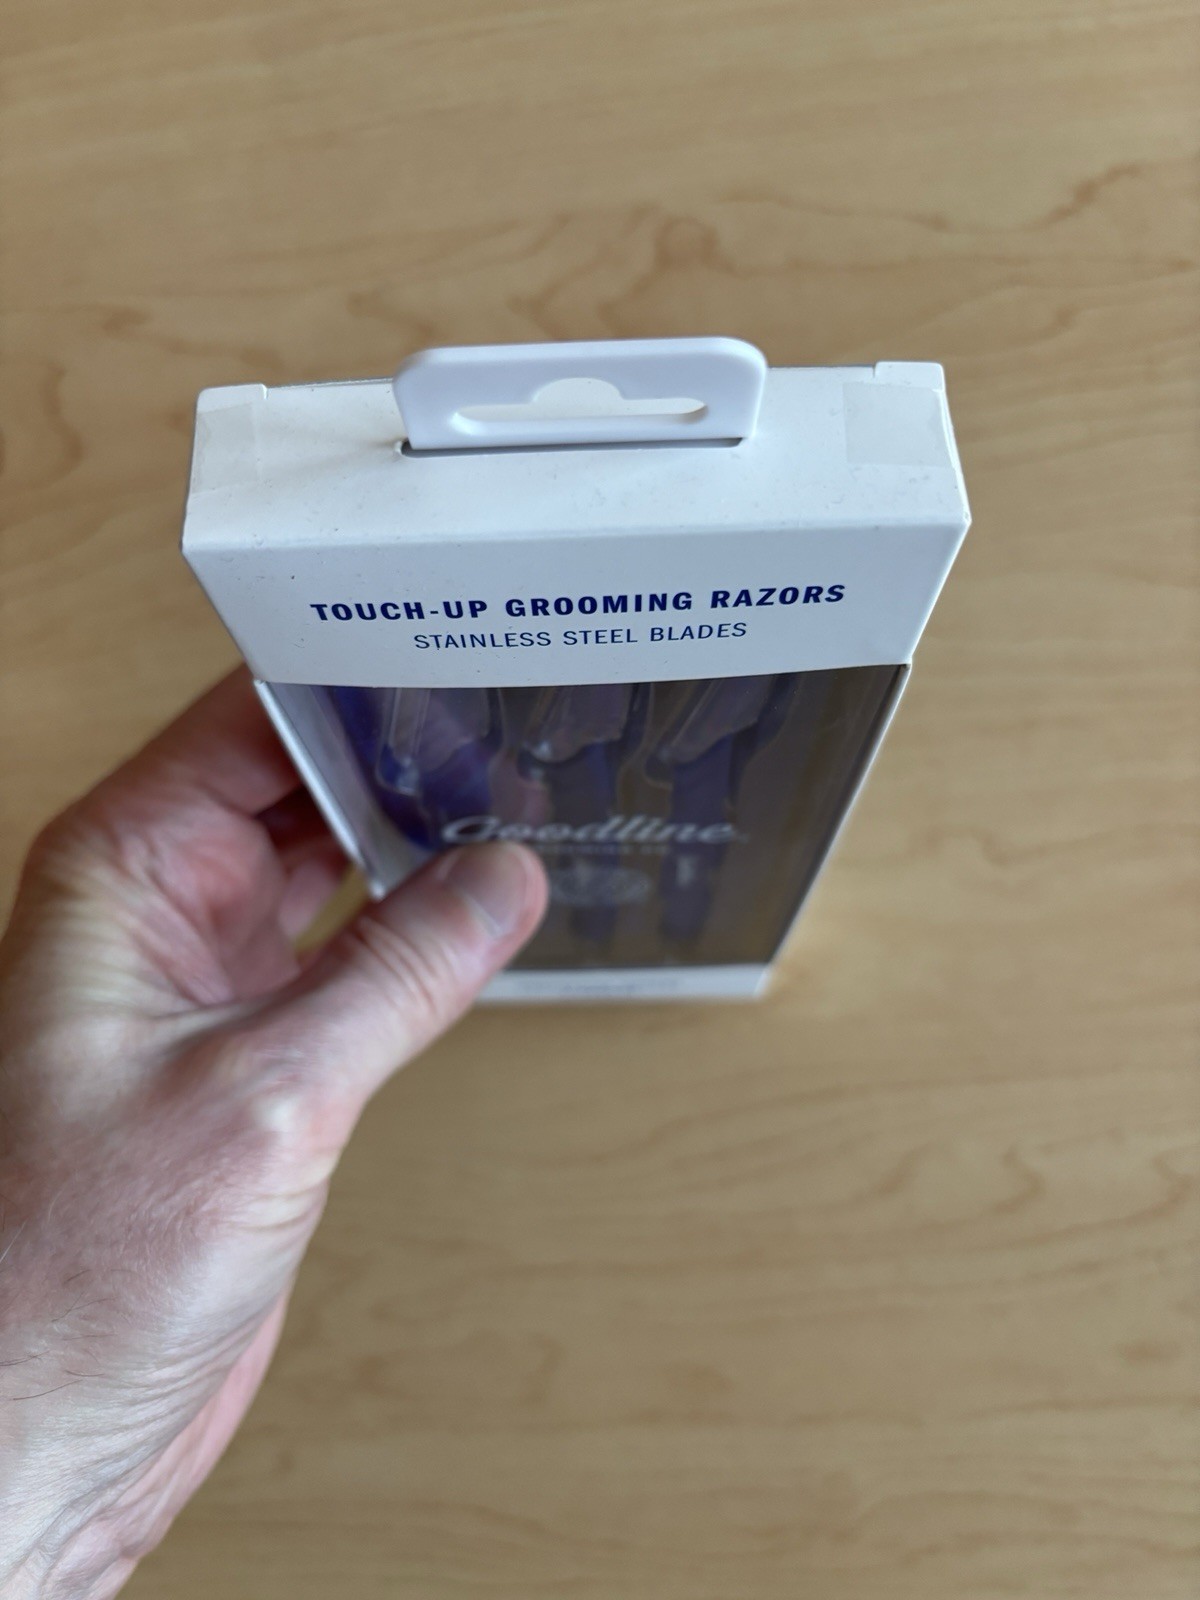 TOUCH-UP GROOMING RAZORS
STAINLESS STEEL BLADES
Goodline